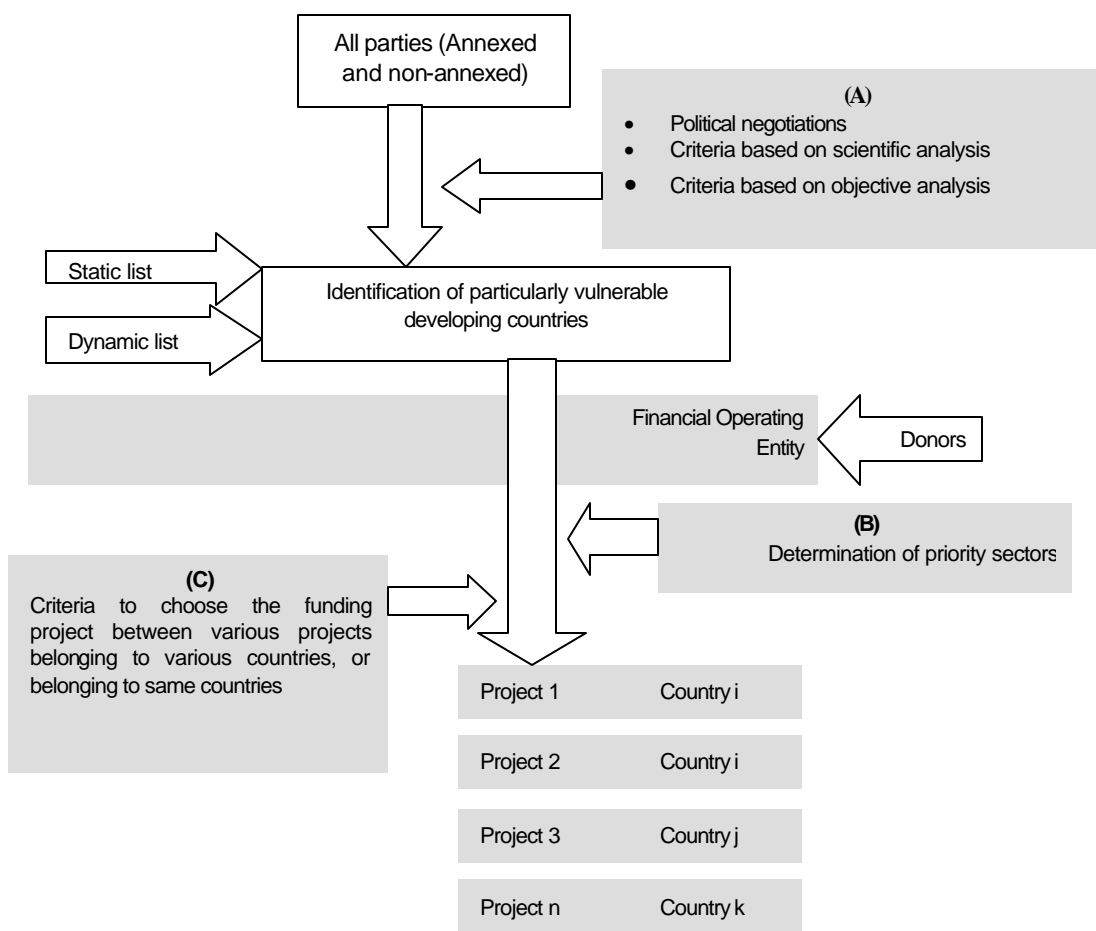 All parties (Annexed
and non-annexed)
(A)
• Political negotiations
• Criteria based on scientific analysis
• Criteria based on objective analysis
Static list
Dynamic list
Identification of particularly vulnerable
developing countries
Financial Operating
Entity
Donors
(B)
Determination of priority sectors
(C)
Criteria to choose the funding
project between various projects
belonging to various countries, or
belonging to same countries
Project 1 Country i
Project 2 Country i
Project 3 Country j
Project n Country k